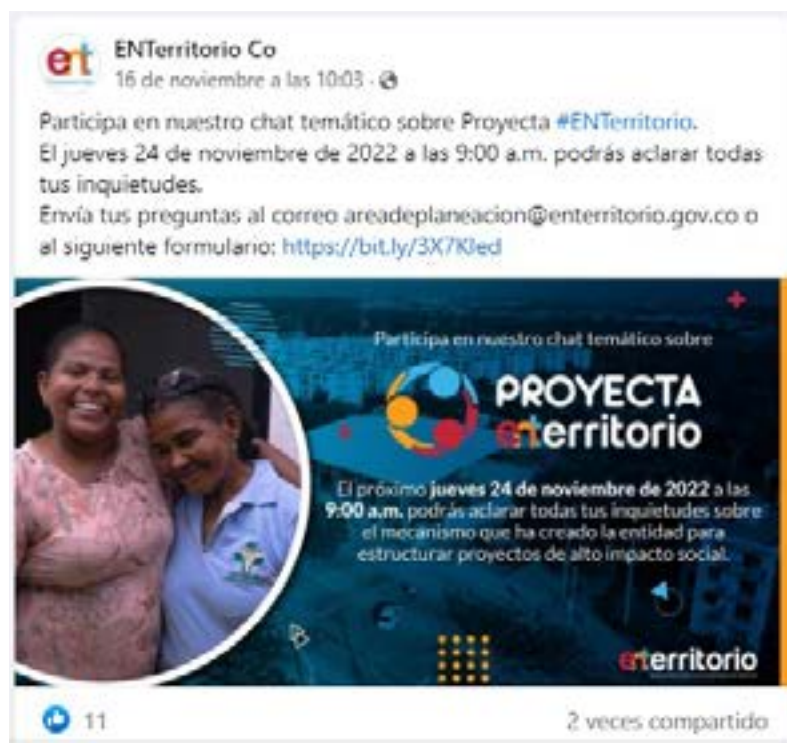 ent
ENTerritorio Co
16 de noviembre a las 10:03 ·
Participa en nuestro chat temático sobre Proyecta #ENTerritorio.
El jueves 24 de noviembre de 2022 a las 9:00 a.m. podrás aclarar todas
tus inquietudes.
Envía tus preguntas al correo areadeplaneacion@enterritorio.gov.co o
al siguiente formulario: https://bit.ly/3X7KJed
Participa en nuestro chat temático sobre
PROYECTA
enterritorio
El próximo jueves 24 de noviembre de 2022 a las
9:00 a.m. podrás aclarar todas tus inquietudes sobre
el mecanismo que ha creado la entidad para
estructurar proyectos de alto impacto social.
enterritorio
11
2 veces compartido